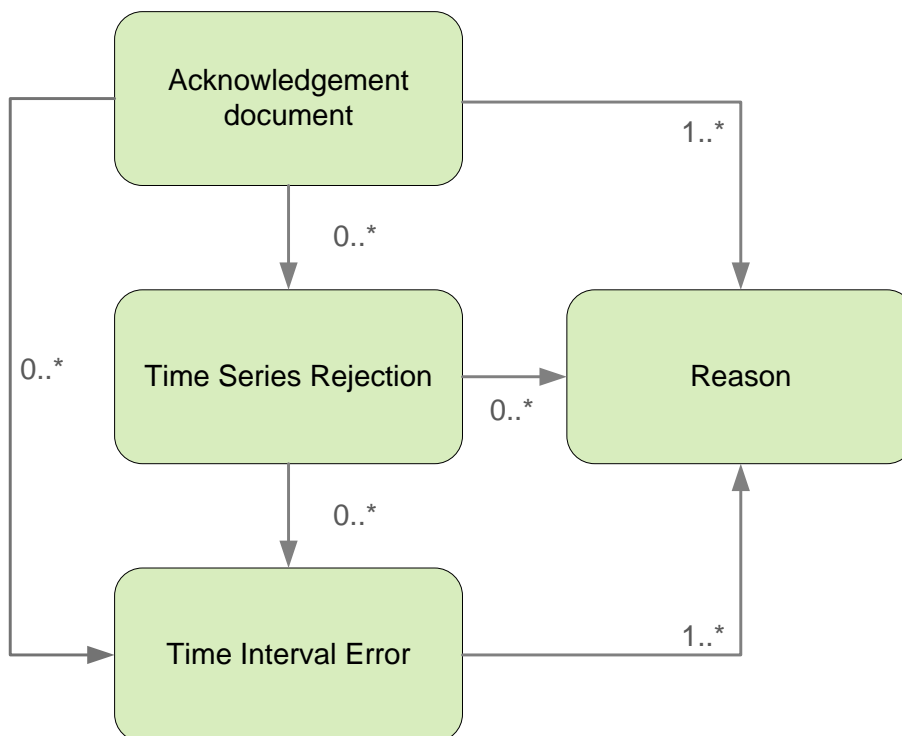 Acknowledgement
document
1..*
0..*
0..*
Time Series Rejection
0..*
Reason
0..*
Time Interval Error
1..*